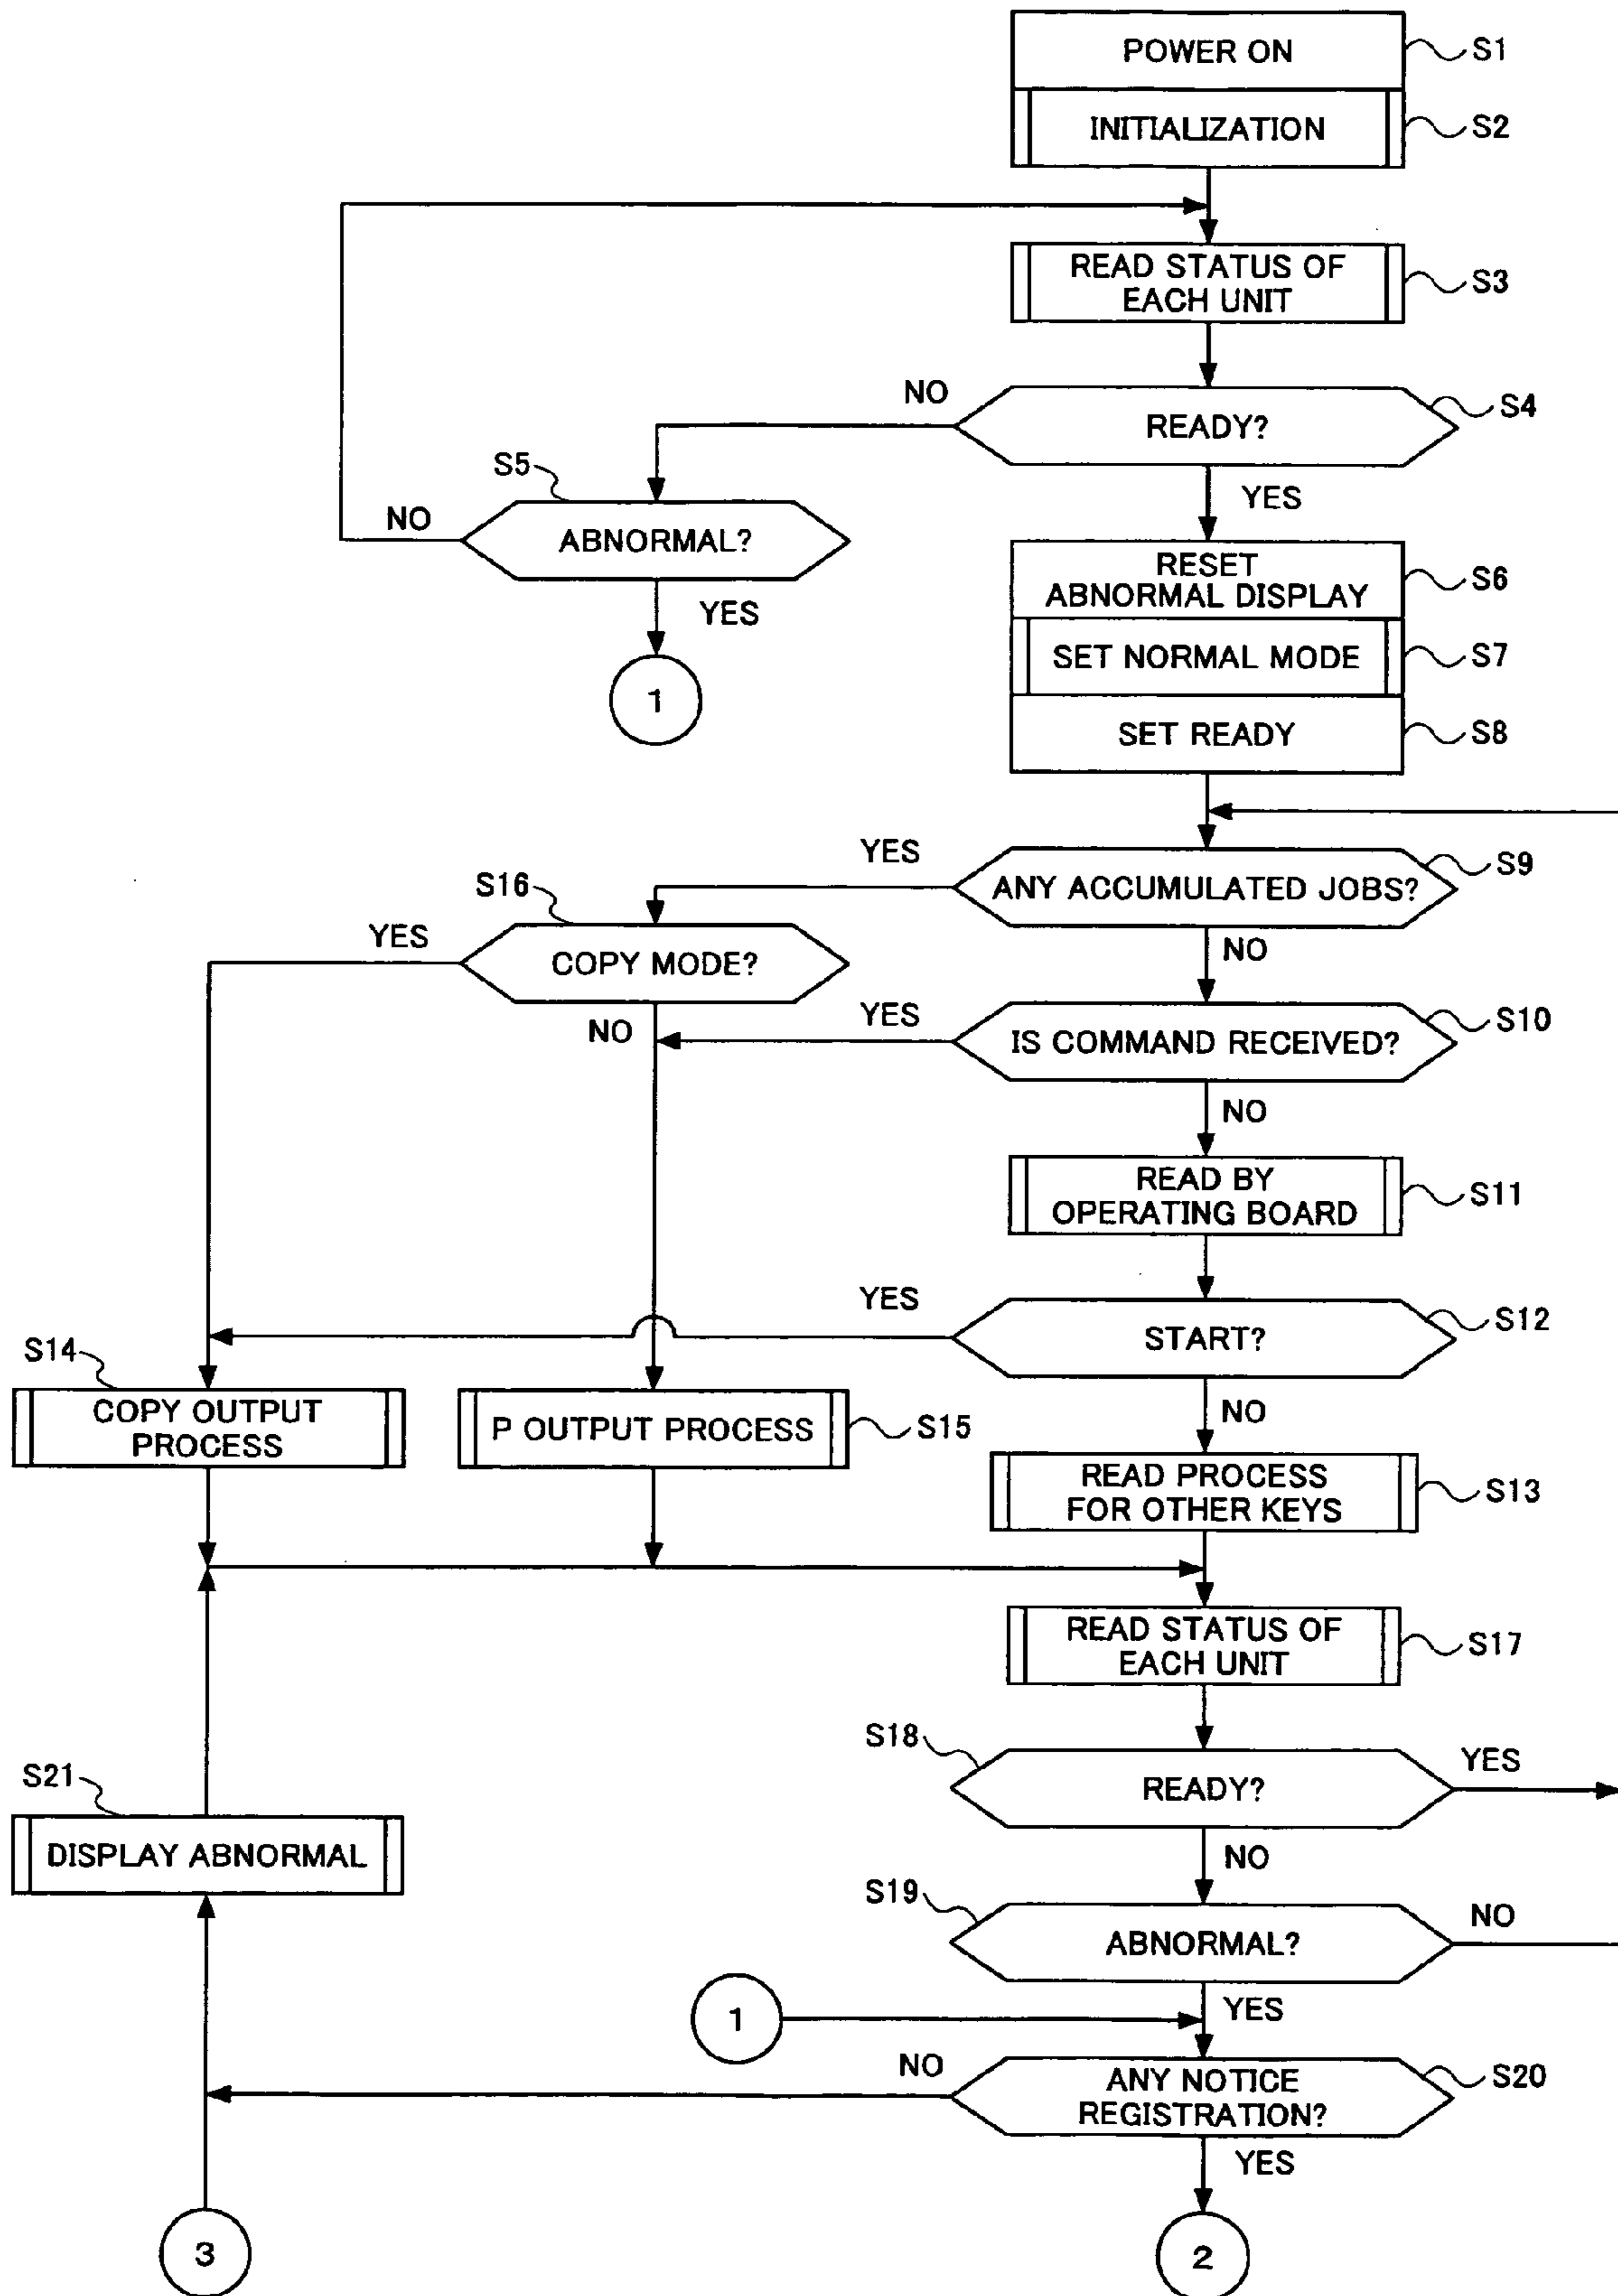 POWER ON
S1
INITIALIZATION
S2
READ STATUS OF
EACH UNIT
S3
NO
READY?
S4
YES
S5
NO
ABNORMAL?
YES
1
RESET
ABNORMAL DISPLAY
S6
SET NORMAL MODE
S7
SET READY
S8
YES
ANY ACCUMULATED JOBS?
S9
NO
S16
YES
COPY MODE?
NO
YES
IS COMMAND RECEIVED?
S10
NO
READ BY
OPERATING BOARD
S11
YES
START?
S12
NO
S14
COPY OUTPUT
PROCESS
P OUTPUT PROCESS
S15
READ PROCESS
FOR OTHER KEYS
S13
READ STATUS OF
EACH UNIT
S17
S18
READY?
YES
NO
S21
DISPLAY ABNORMAL
S19
ABNORMAL?
NO
YES
1
NO
ANY NOTICE
REGISTRATION?
S20
YES
3
2